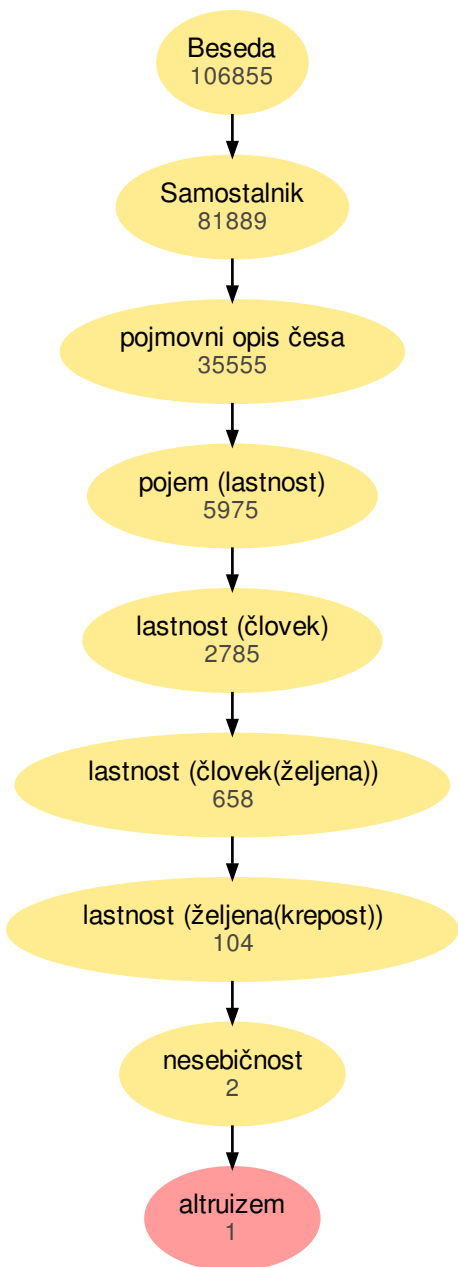 Beseda
106855
Samostalnik
81889
pojmovni opis česa
35555
pojem (lastnost)
5975
lastnost (človek)
2785
lastnost (človek(željena))
658
lastnost (željena(krepost))
104
nesebičnost
2
altruizem
1